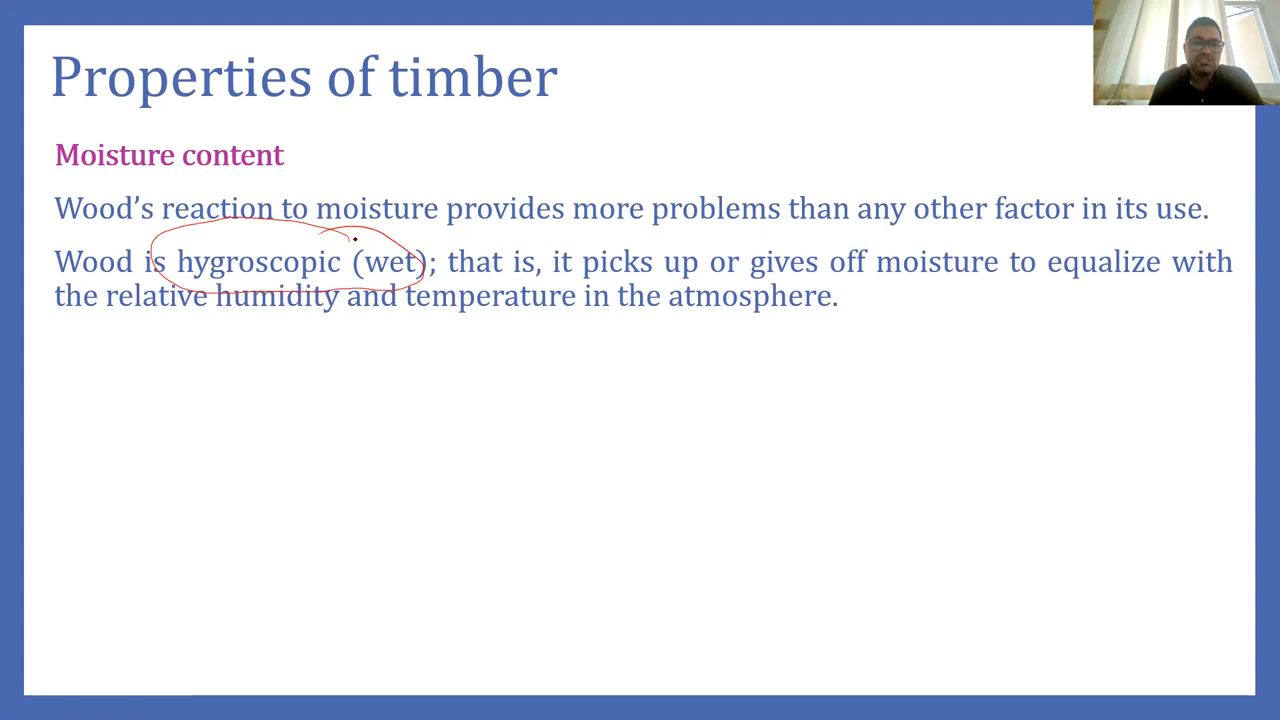 Properties of timber
Moisture content
Wood’s reaction to moisture provides more problems than any other factor in its use.
Wood is hygroscopic (wet); that is, it picks up or gives off moisture to equalize with
the relative humidity and temperature in the atmosphere.